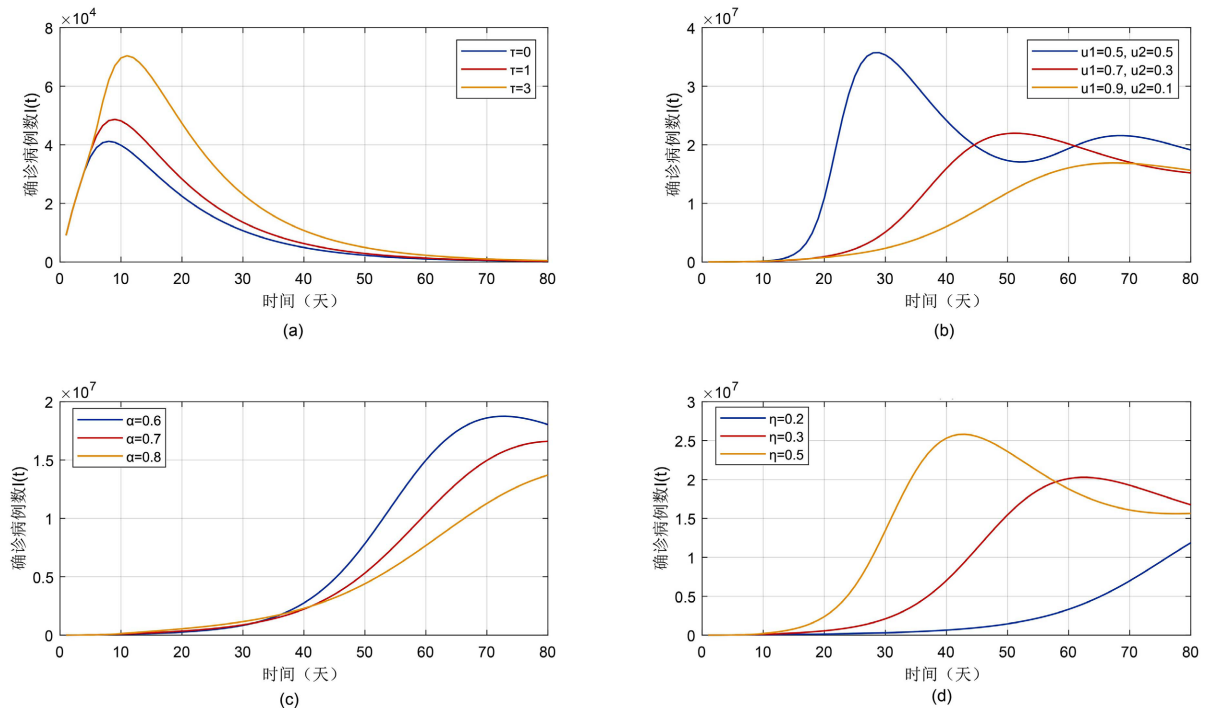 ×10⁴
8
6
4
2
0
确诊病例数I(t)
τ=0
τ=1
τ=3
0 10 20 30 40 50 60 70 80
时间（天）
(a)
×10⁷
4
3
2
1
0
确诊病例数I(t)
u1=0.5, u2=0.5
u1=0.7, u2=0.3
u1=0.9, u2=0.1
0 10 20 30 40 50 60 70 80
时间（天）
(b)
×10⁷
2
1.5
1
0.5
0
确诊病例数I(t)
α=0.6
α=0.7
α=0.8
0 10 20 30 40 50 60 70 80
时间（天）
(c)
×10⁷
3
2.5
2
1.5
1
0.5
0
确诊病例数I(t)
η=0.2
η=0.3
η=0.5
0 10 20 30 40 50 60 70 80
时间（天）
(d)